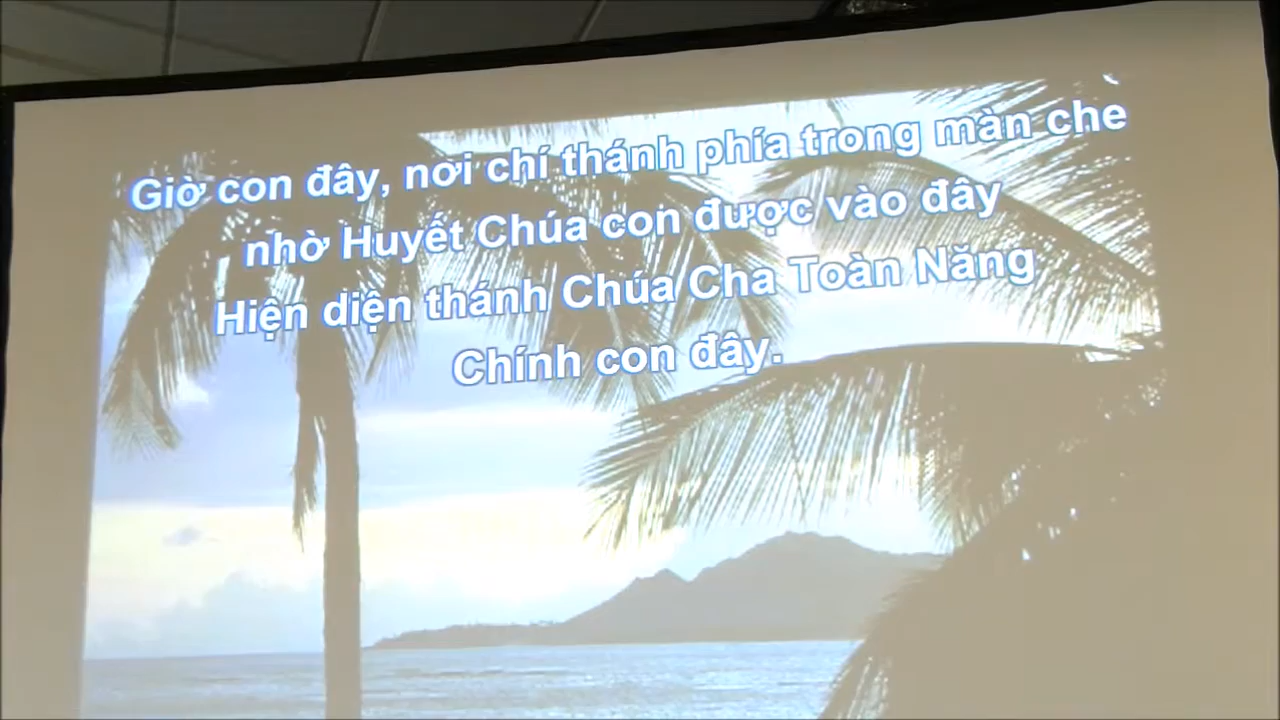 Giờ con đây, nơi chí thánh phía trong màn che
nhờ Huyết Chúa con được vào đây
Hiện diện thánh Chúa Cha Toàn Năng
Chính con đây.